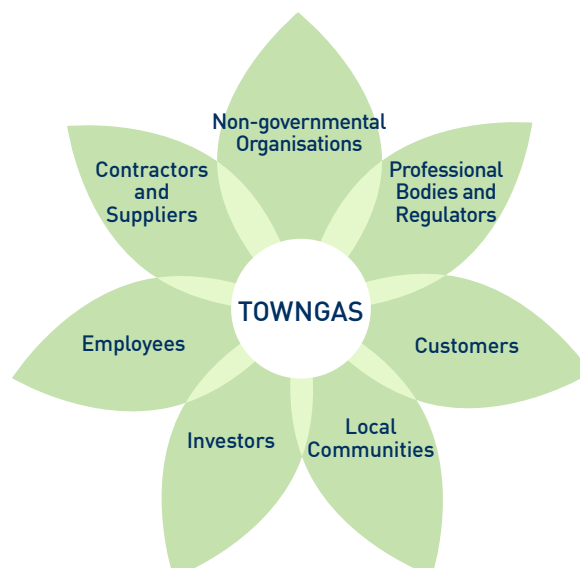 Non-governmental
Organisations
Contractors
and
Suppliers
Professional
Bodies and
Regulators
TOWNGAS
Employees
Customers
Investors
Local
Communities